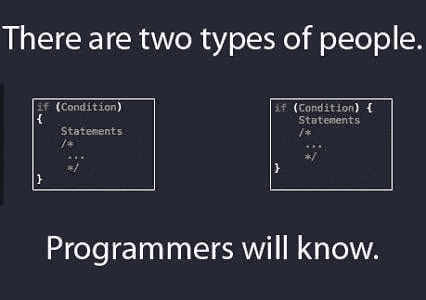 There are two types of people.
if (Condition)
{
    Statements
    /*
     ...
     */
}
if (Condition) {
    Statements
    /*
     ...
     */
}
Programmers will know.